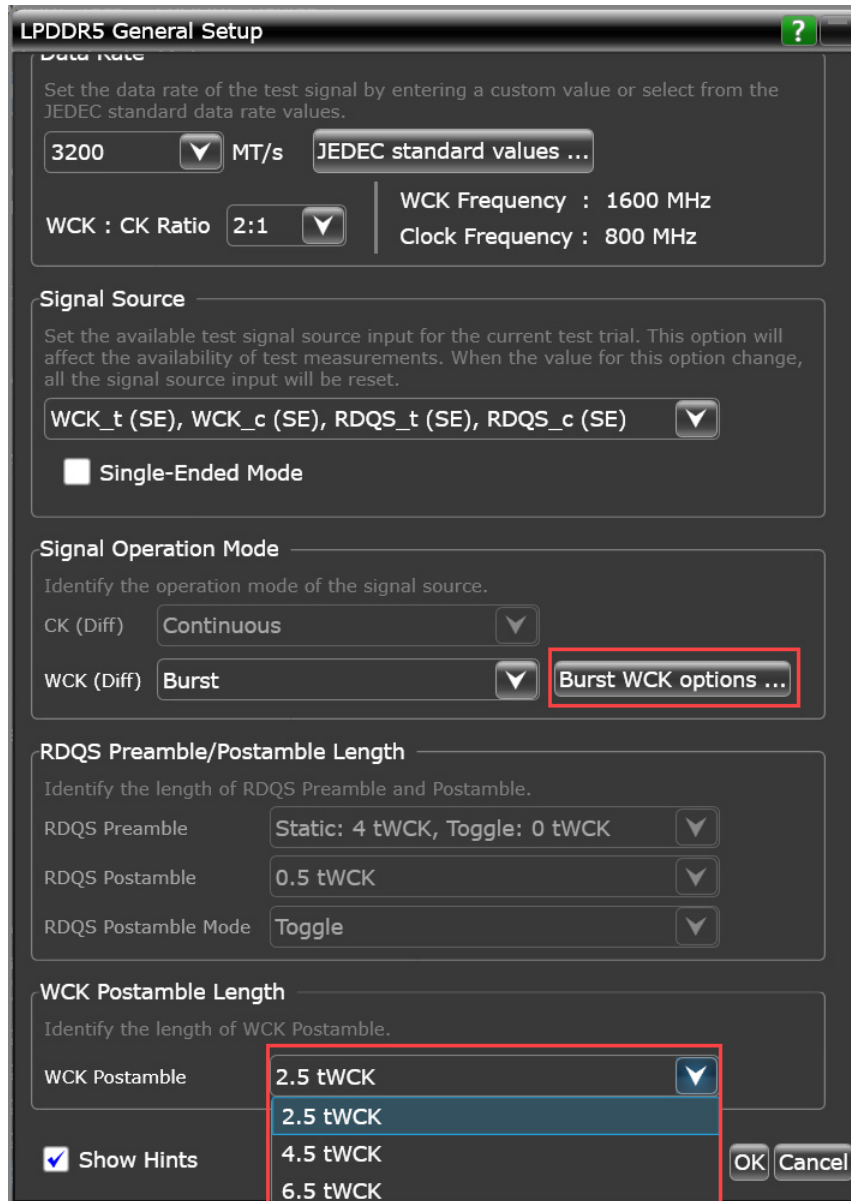 LPDDR5 General Setup
?
Data Rate
Set the data rate of the test signal by entering a custom value or select from the
JEDEC standard data rate values.
3200 MT/s JEDEC standard values ...
WCK : CK Ratio 2:1
WCK Frequency : 1600 MHz
Clock Frequency : 800 MHz
Signal Source
Set the available test signal source input for the current test trial. This option will
affect the availability of test measurements. When the value for this option change,
all the signal source input will be reset.
WCK_t (SE), WCK_c (SE), RDQS_t (SE), RDQS_c (SE)
Single-Ended Mode
Signal Operation Mode
Identify the operation mode of the signal source.
CK (Diff) Continuous
WCK (Diff) Burst Burst WCK options ...
RDQS Preamble/Postamble Length
Identify the length of RDQS Preamble and Postamble.
RDQS Preamble Static: 4 tWCK, Toggle: 0 tWCK
RDQS Postamble 0.5 tWCK
RDQS Postamble Mode Toggle
WCK Postamble Length
Identify the length of WCK Postamble.
WCK Postamble 2.5 tWCK
2.5 tWCK
4.5 tWCK
6.5 tWCK
Show Hints
OK Cancel